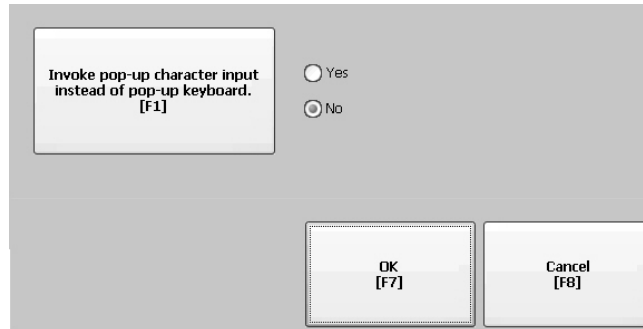 Invoke pop-up character input
instead of pop-up keyboard.
[F1]
Yes
No
OK
[F7]
Cancel
[F8]